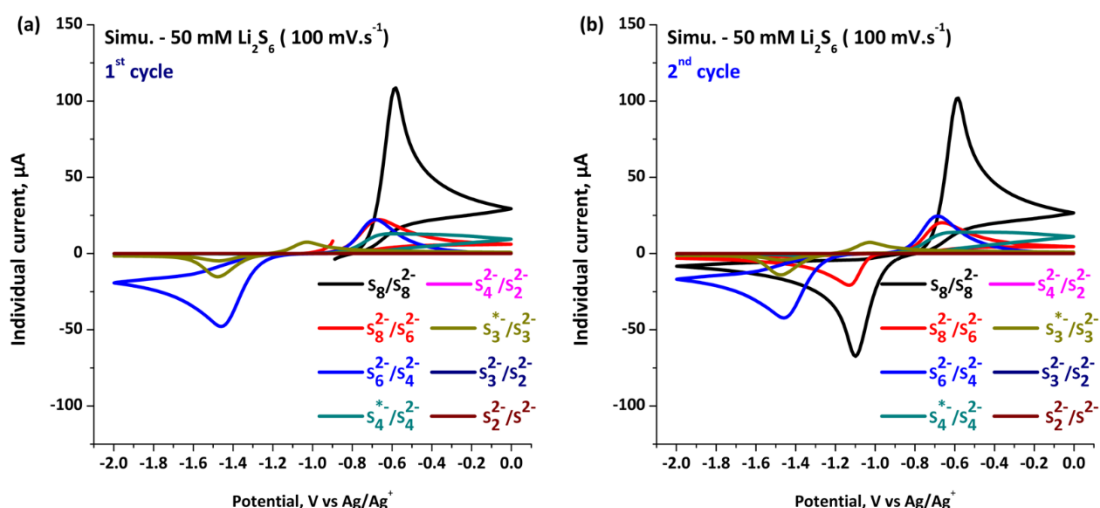 (a)
Simu. - 50 mM Li₂S₆ ( 100 mV.s⁻¹)
1ˢᵗ cycle
Individual current, µA
150
100
50
0
-50
-100
S₈/S₈²⁻
S₈²⁻/S₆²⁻
S₆²⁻/S₄²⁻
S₄*⁻/S₄²⁻
S₄²⁻/S₂²⁻
S₃*⁻/S₃²⁻
S₃²⁻/S₂²⁻
S₂²⁻/S²⁻
-2.0 -1.8 -1.6 -1.4 -1.2 -1.0 -0.8 -0.6 -0.4 -0.2 0.0
Potential, V vs Ag/Ag⁺
(b)
Simu. - 50 mM Li₂S₆ ( 100 mV.s⁻¹)
2ⁿᵈ cycle
Individual current, µA
150
100
50
0
-50
-100
S₈/S₈²⁻
S₈²⁻/S₆²⁻
S₆²⁻/S₄²⁻
S₄*⁻/S₄²⁻
S₄²⁻/S₂²⁻
S₃*⁻/S₃²⁻
S₃²⁻/S₂²⁻
S₂²⁻/S²⁻
-2.0 -1.8 -1.6 -1.4 -1.2 -1.0 -0.8 -0.6 -0.4 -0.2 0.0
Potential, V vs Ag/Ag⁺